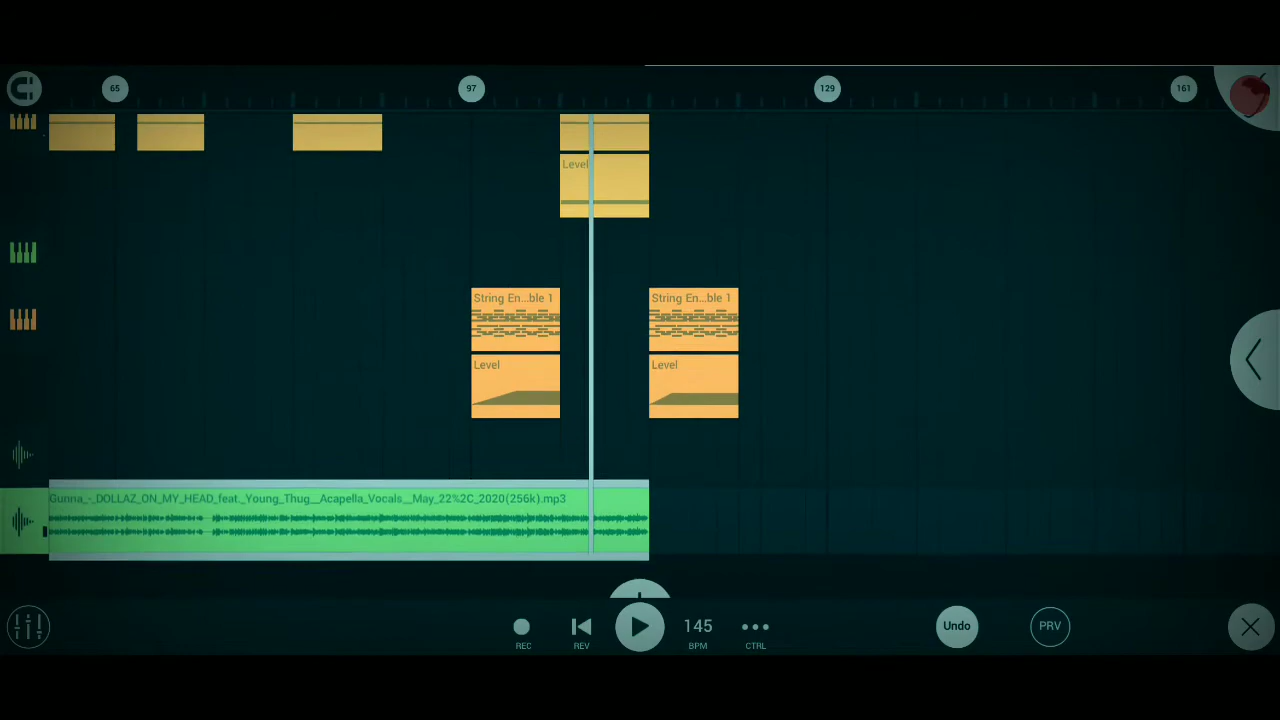 65 97 129 161
Level
String En...ble 1 String En...ble 1
Level Level
Gunna_-_DOLLAZ_ON_MY_HEAD_feat._Young_Thug__Acapella_Vocals__May_22%2C_2020(256k).mp3
145 Undo PRV
REC REV BPM CTRL